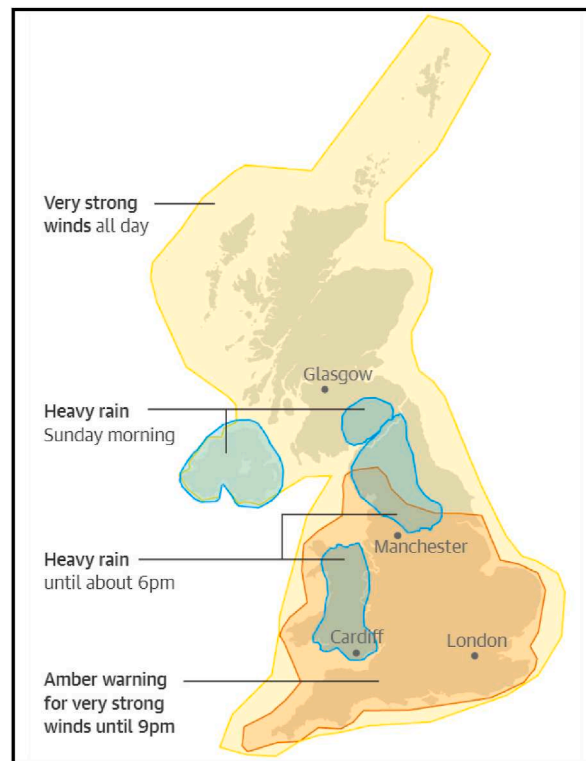 Very strong
winds all day
Glasgow
Heavy rain
Sunday morning
Heavy rain
until about 6pm
Manchester
Cardiff
London
Amber warning
for very strong
winds until 9pm